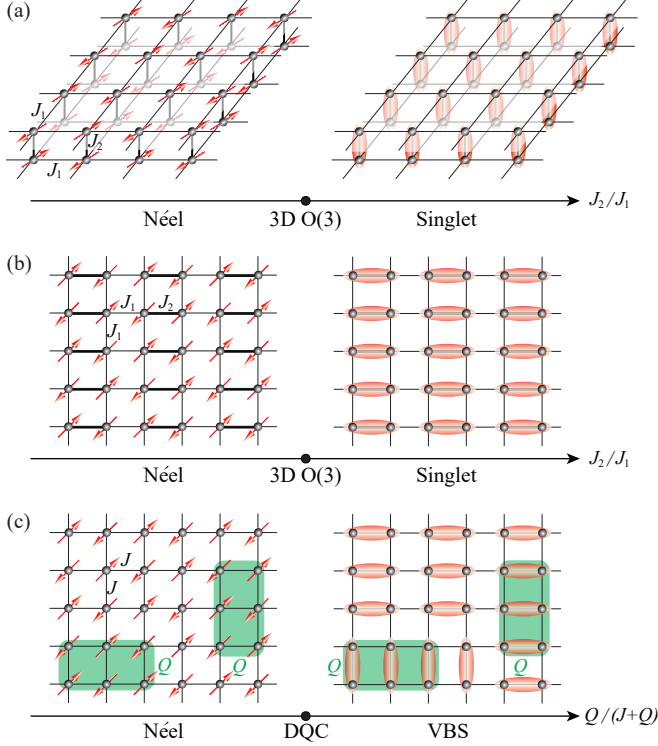 (a)
J₁
J₂
J₁
Néel 3D O(3) Singlet J₂/J₁
(b)
J₁ J₂
J₁
Néel 3D O(3) Singlet J₂/J₁
(c)
J
J
Q Q Q Q
Néel DQC VBS Q/(J+Q)